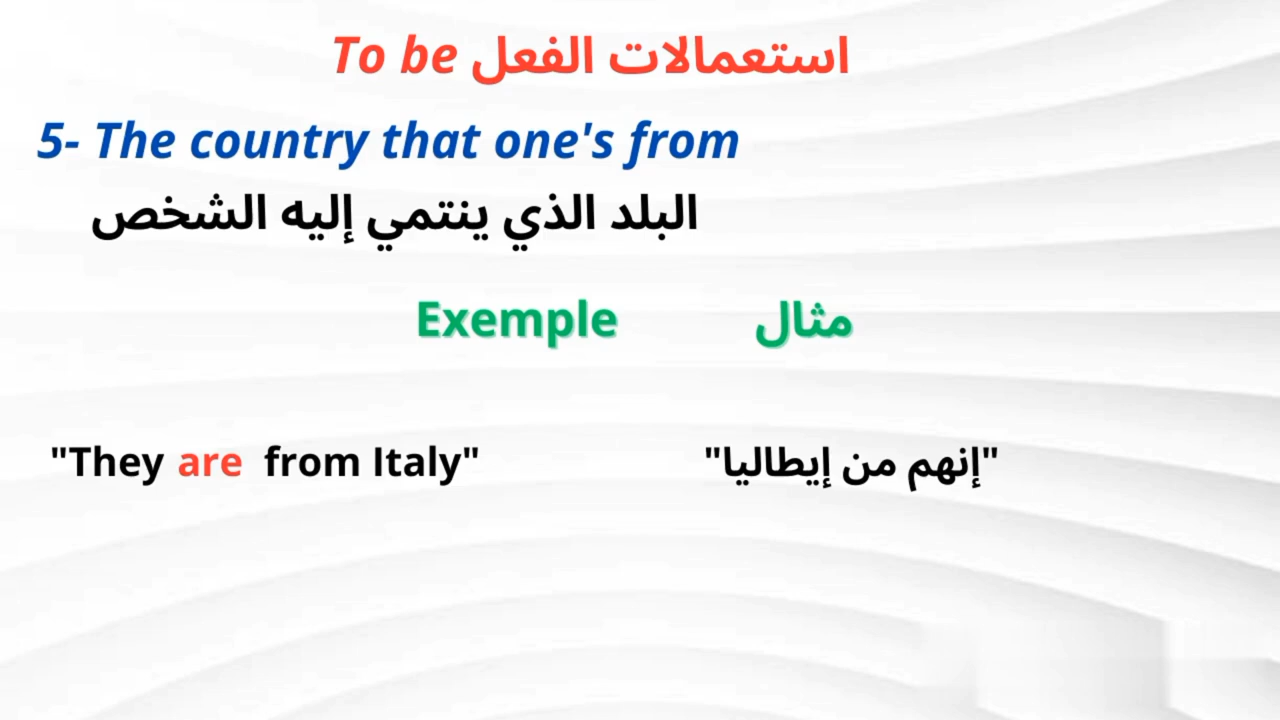 استعمالات الفعل To be
5- The country that one's from
البلد الذي ينتمي إليه الشخص
Exemple مثال
"They are from Italy" "إنهم من إيطاليا"